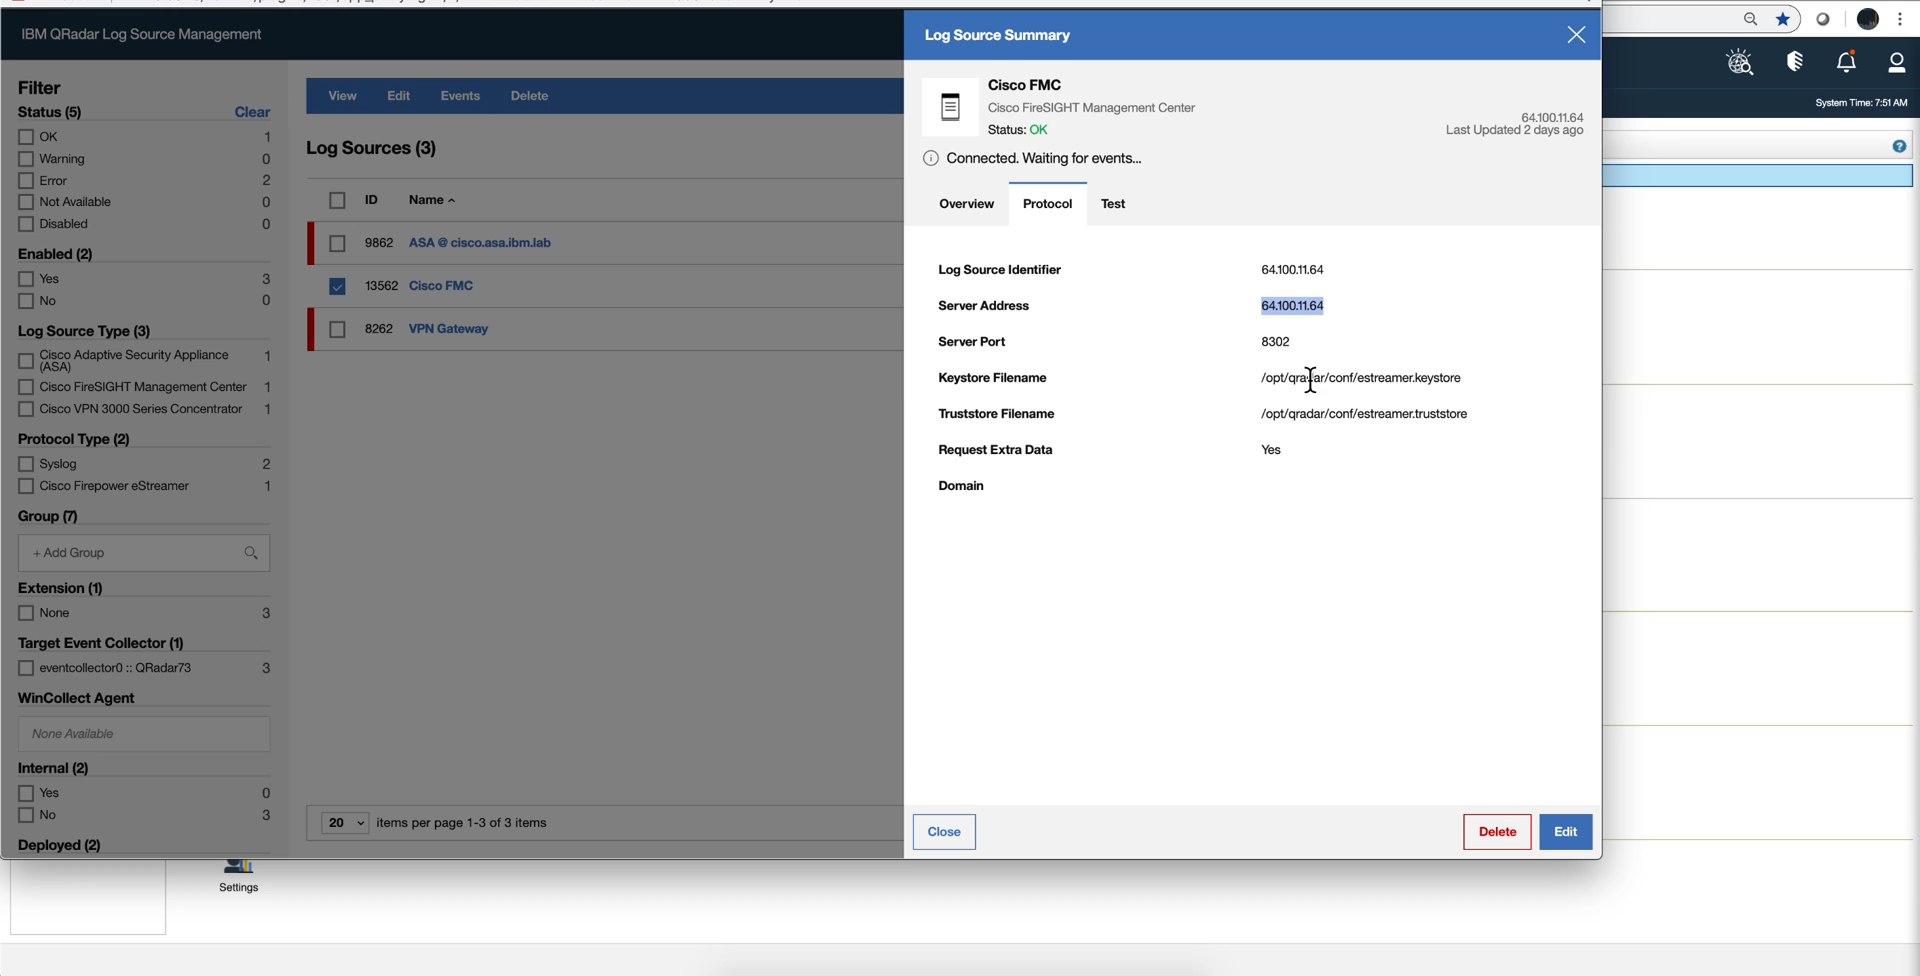 IBM QRadar Log Source Management
Filter
Status (5) Clear
OK 1
Warning 0
Error 2
Not Available 0
Disabled 0
Enabled (2)
Yes 3
No 0
Log Source Type (3)
Cisco Adaptive Security Appliance (ASA) 1
Cisco FireSIGHT Management Center 1
Cisco VPN 3000 Series Concentrator 1
Protocol Type (2)
Syslog 2
Cisco Firepower eStreamer 1
Group (7)
+ Add Group
Extension (1)
None 3
Target Event Collector (1)
eventcollector0 :: QRadar73 3
WinCollect Agent
None Available
Internal (2)
Yes 0
No 3
Deployed (2)
Settings
View Edit Events Delete
Log Sources (3)
ID Name
9862 ASA @ cisco.asa.ibm.lab
13562 Cisco FMC
8262 VPN Gateway
20 items per page 1-3 of 3 items
Log Source Summary
Cisco FMC
Cisco FireSIGHT Management Center
Status: OK
64.100.11.64
Last Updated 2 days ago
Connected. Waiting for events...
Overview Protocol Test
Log Source Identifier 64.100.11.64
Server Address 64.100.11.64
Server Port 8302
Keystore Filename /opt/qradar/conf/estreamer.keystore
Truststore Filename /opt/qradar/conf/estreamer.truststore
Request Extra Data Yes
Domain
Close Delete Edit
System Time: 7:51 AM